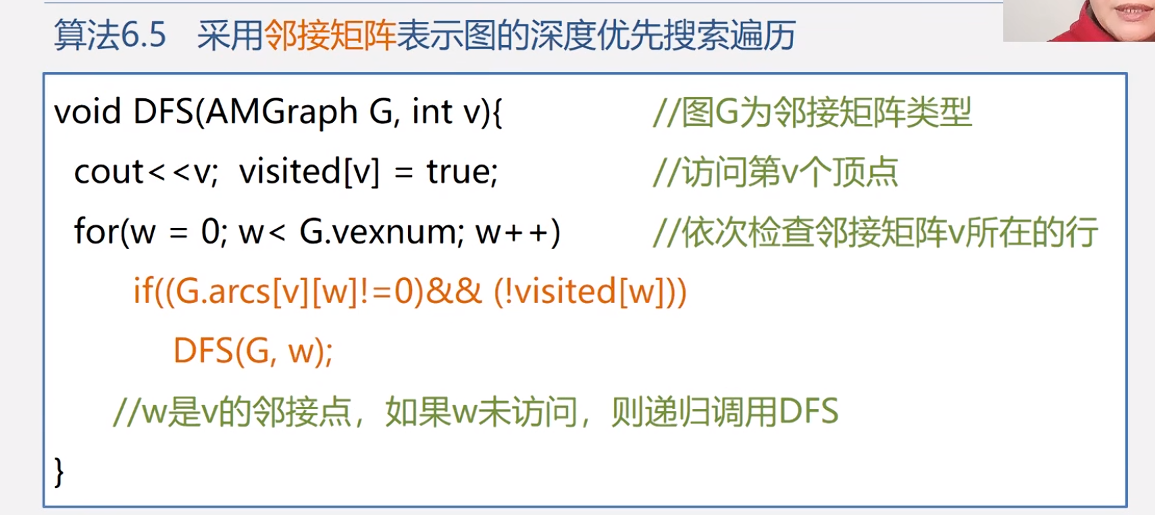 算法6.5 采用邻接矩阵表示图的深度优先搜索遍历
void DFS(AMGraph G, int v){ //图G为邻接矩阵类型
cout<<v; visited[v] = true; //访问第v个顶点
for(w = 0; w< G.vexnum; w++) //依次检查邻接矩阵v所在的行
if((G.arcs[v][w]!=0)&& (!visited[w]))
DFS(G, w);
//w是v的邻接点，如果w未访问，则递归调用DFS
}